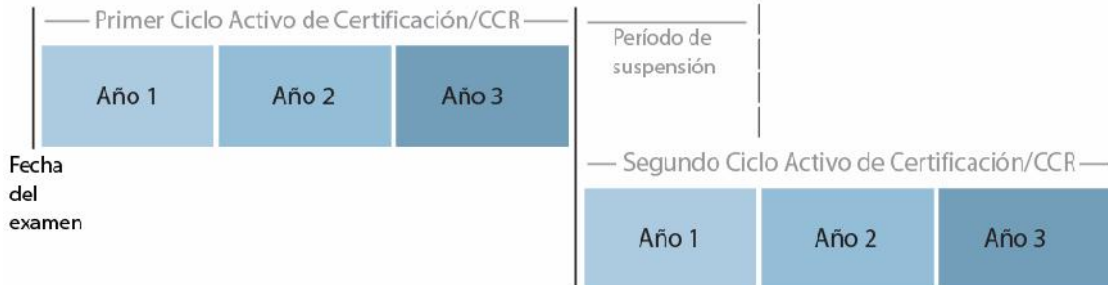 Primer Ciclo Activo de Certificación/CCR
Período de
suspensión
Año 1
Año 2
Año 3
Fecha
del
examen
Segundo Ciclo Activo de Certificación/CCR
Año 1
Año 2
Año 3